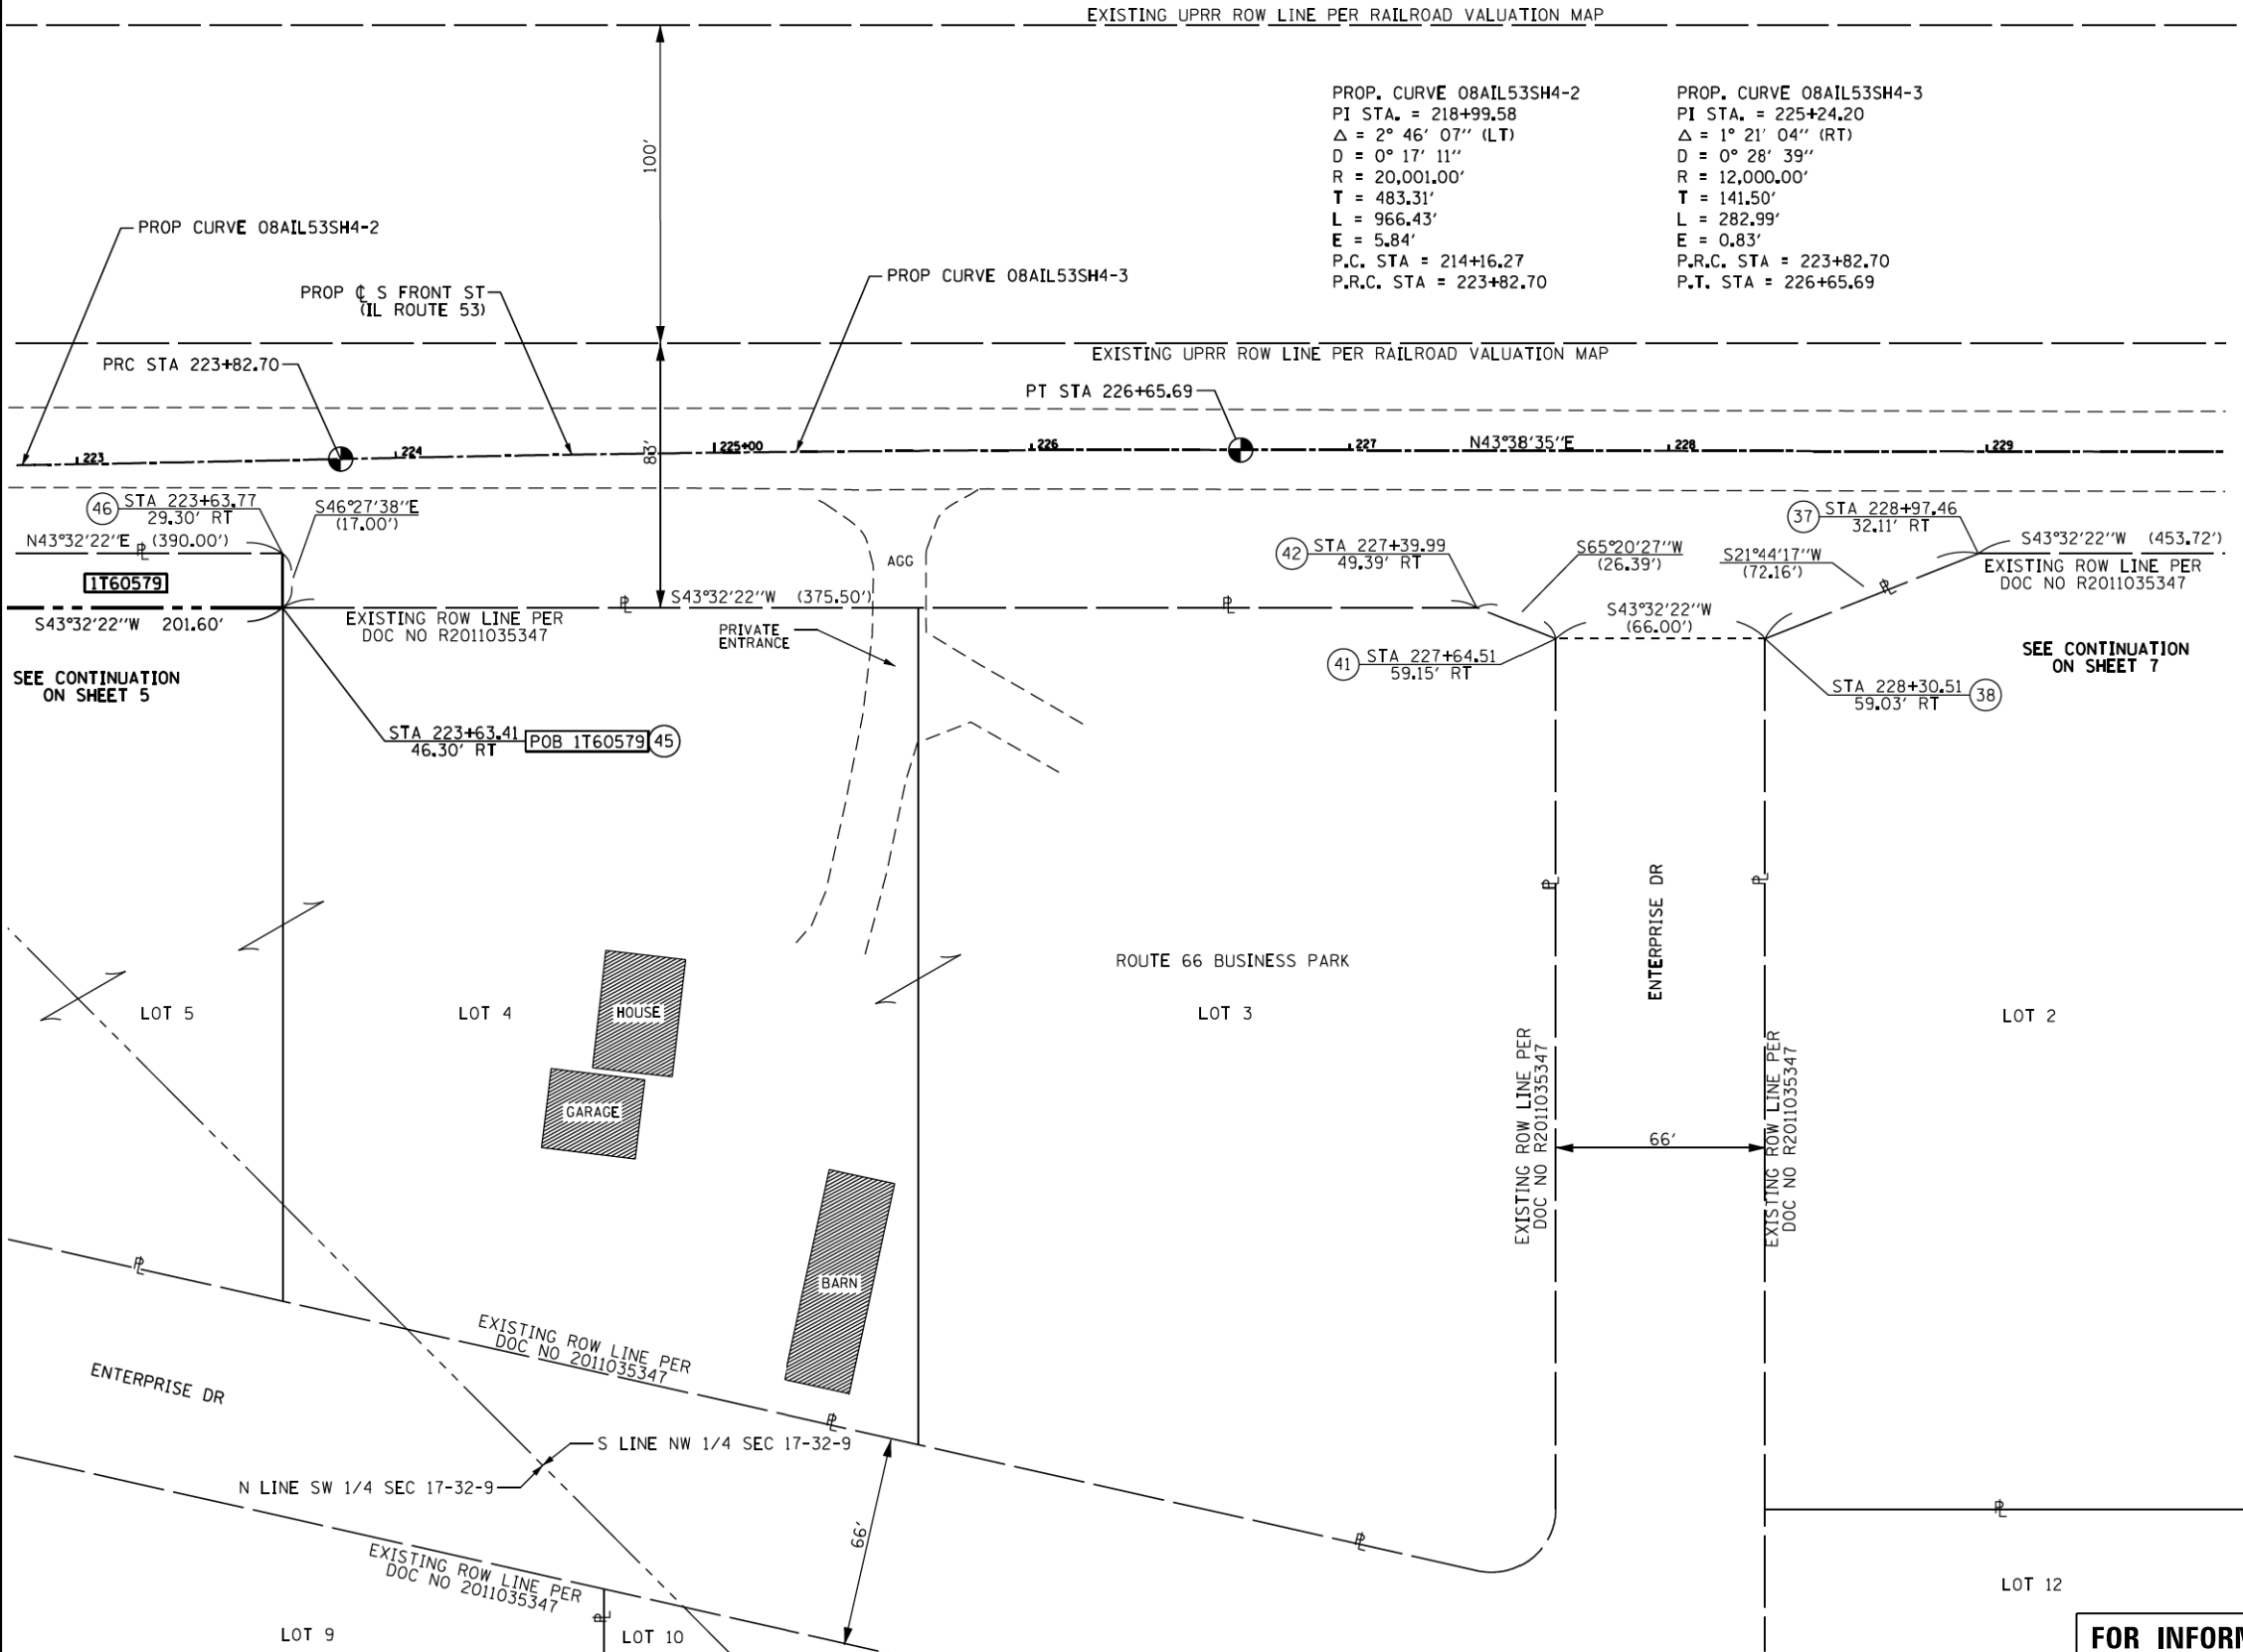 EXISTING UPRR ROW LINE PER RAILROAD VALUATION MAP
100'
PROP. CURVE 08AIL53SH4-2
PI STA. = 218+99.58
Δ = 2° 46' 07'' (LT)
D = 0° 17' 11''
R = 20,001.00'
T = 483.31'
L = 966.43'
E = 5.84'
P.C. STA = 214+16.27
P.R.C. STA = 223+82.70
PROP. CURVE 08AIL53SH4-3
PI STA. = 225+24.20
Δ = 1° 21' 04'' (RT)
D = 0° 28' 39''
R = 12,000.00'
T = 141.50'
L = 282.99'
E = 0.83'
P.R.C. STA = 223+82.70
P.T. STA = 226+65.69
PROP CURVE 08AIL53SH4-2
PROP ℄ S FRONT ST
(IL ROUTE 53)
PROP CURVE 08AIL53SH4-3
EXISTING UPRR ROW LINE PER RAILROAD VALUATION MAP
PRC STA 223+82.70
PT STA 226+65.69
83'
223
224
225+00
226
227
N43°38'35''E
228
229
46
STA 223+63.77
29.30' RT
S46°27'38''E
(17.00')
N43°32'22''E (390.00')
1T60579
S43°32'22''W 201.60'
SEE CONTINUATION
ON SHEET 5
EXISTING ROW LINE PER
DOC NO R2011035347
S43°32'22''W (375.50')
AGG
PRIVATE
ENTRANCE
STA 223+63.41
46.30' RT
POB 1T60579
45
42
STA 227+39.99
49.39' RT
S65°20'27''W
(26.39')
S43°32'22''W
(66.00')
S21°44'17''W
(72.16')
37
STA 228+97.46
32.11' RT
S43°32'22''W (453.72')
EXISTING ROW LINE PER
DOC NO R2011035347
41
STA 227+64.51
59.15' RT
STA 228+30.51
59.03' RT
38
SEE CONTINUATION
ON SHEET 7
ENTERPRISE DR
ROUTE 66 BUSINESS PARK
LOT 5
LOT 4
HOUSE
GARAGE
BARN
LOT 3
LOT 2
EXISTING ROW LINE PER
DOC NO R2011035347
66'
EXISTING ROW LINE PER
DOC NO R2011035347
EXISTING ROW LINE PER
DOC NO 2011035347
ENTERPRISE DR
S LINE NW 1/4 SEC 17-32-9
N LINE SW 1/4 SEC 17-32-9
66'
EXISTING ROW LINE PER
DOC NO 2011035347
LOT 9
LOT 10
LOT 12
FOR INFORM